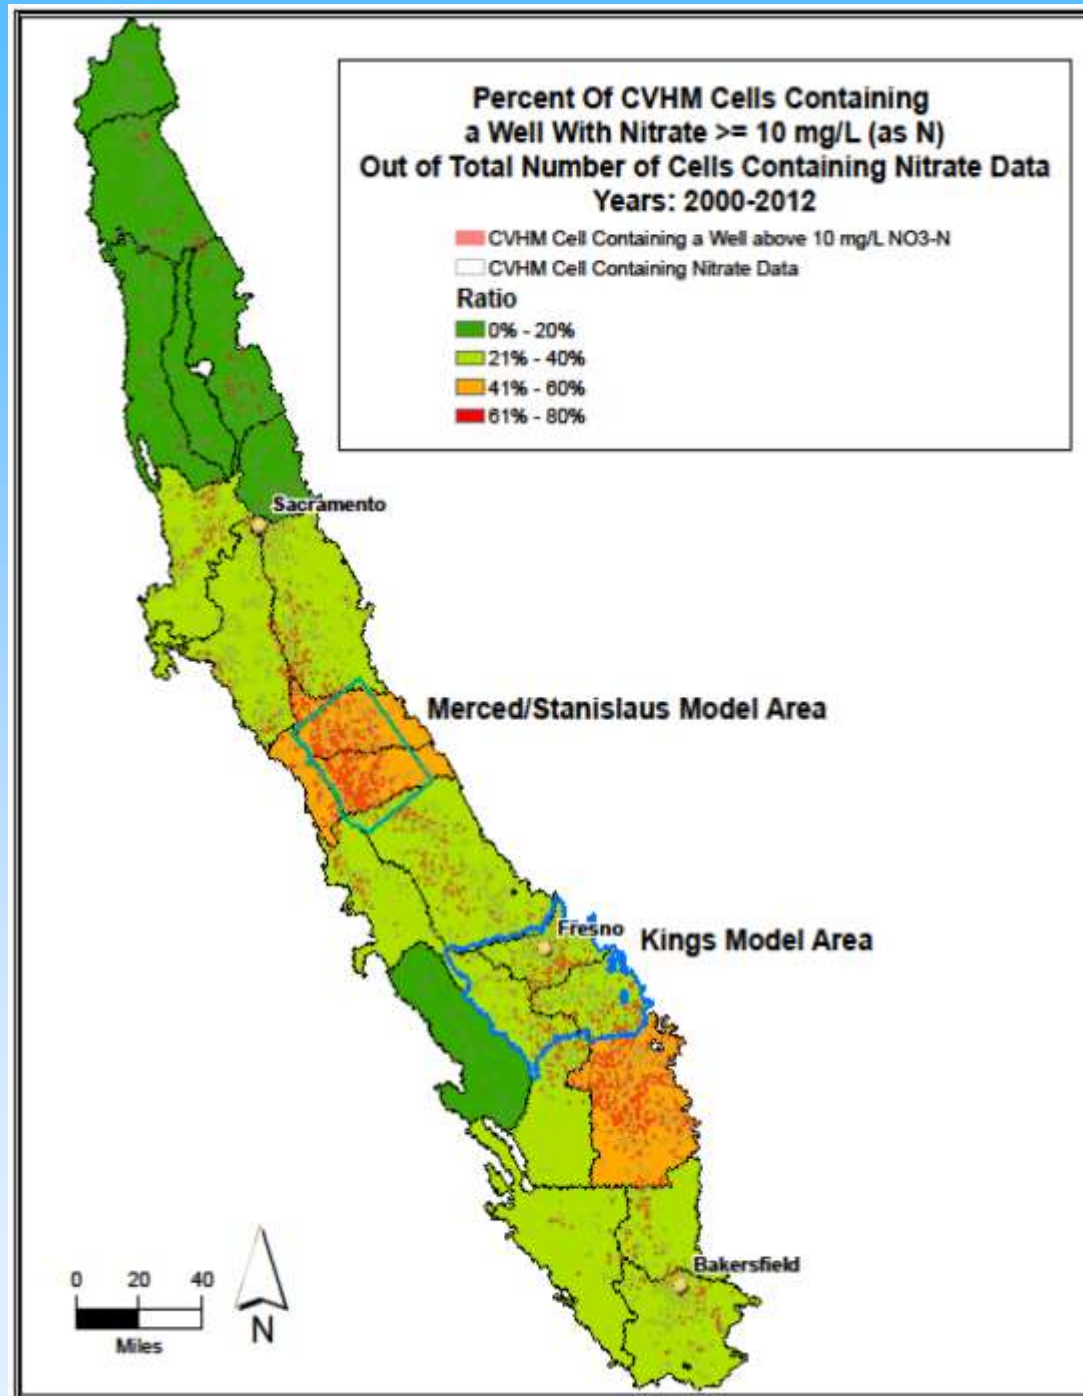 Percent Of CVHM Cells Containing
a Well With Nitrate >= 10 mg/L (as N)
Out of Total Number of Cells Containing Nitrate Data
Years: 2000-2012
CVHM Cell Containing a Well above 10 mg/L NO3-N
CVHM Cell Containing Nitrate Data
Ratio
0% - 20%
21% - 40%
41% - 60%
61% - 80%
Sacramento
Merced/Stanislaus Model Area
Fresno
Kings Model Area
Bakersfield
0 20 40
Miles
N